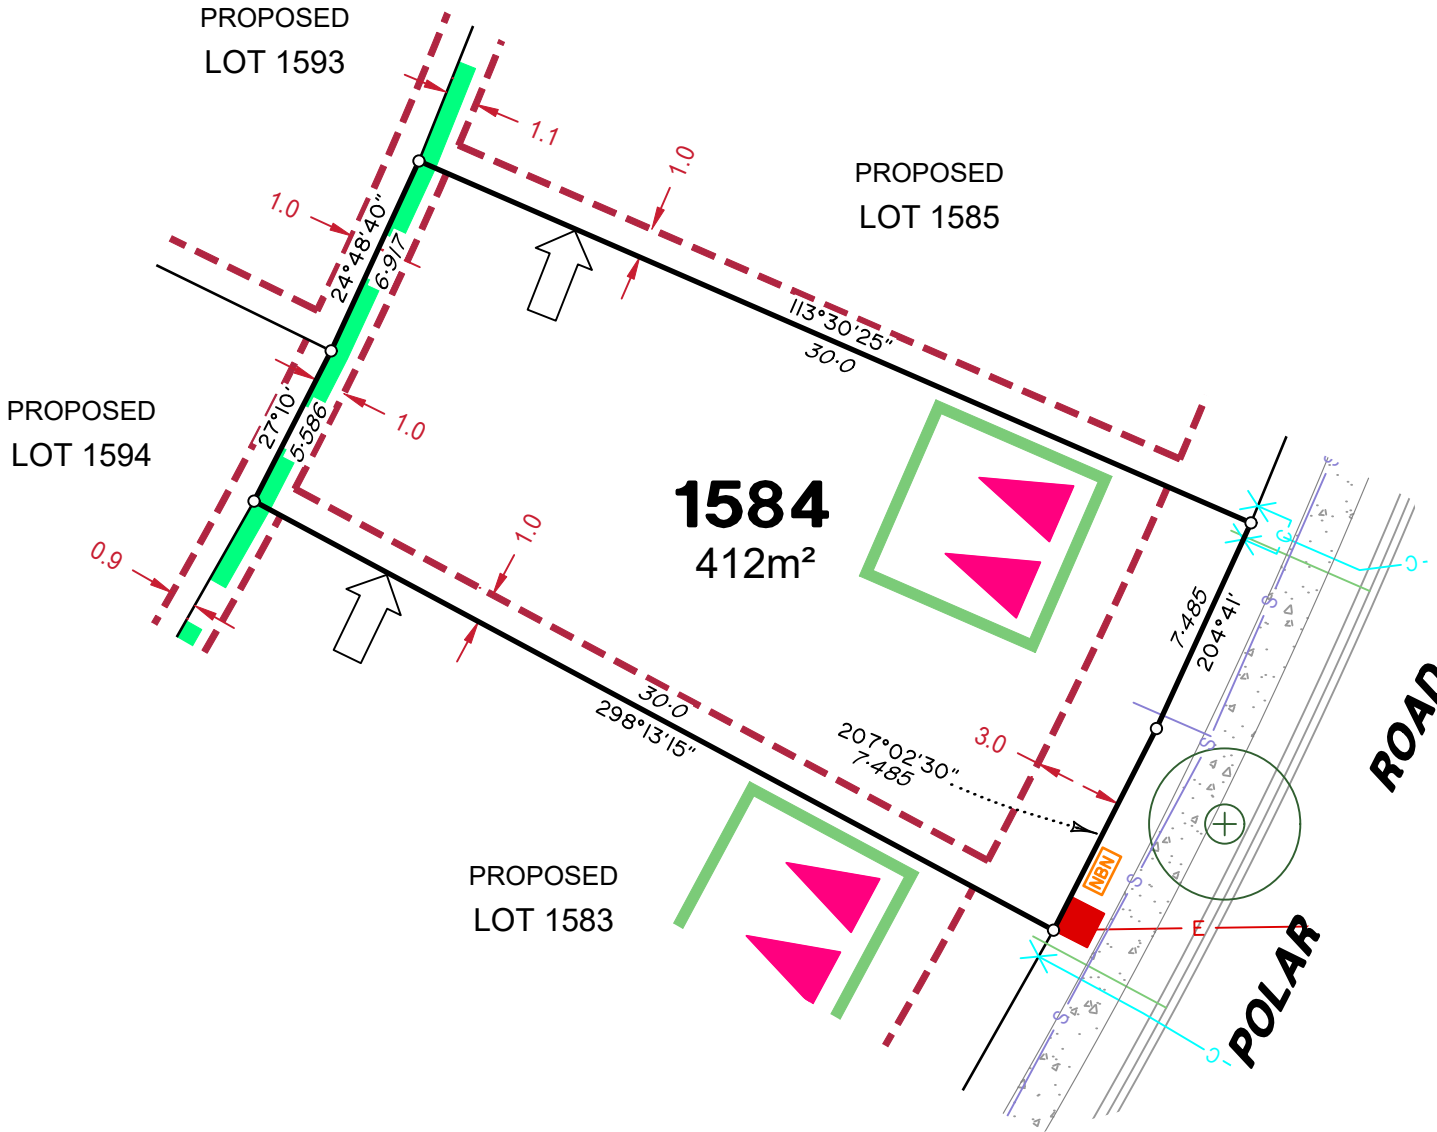 PROPOSED
LOT 1593
1.1
1.0
PROPOSED
LOT 1585
1.0
24°48'40"
6·917
113°30'25"
30·0
PROPOSED
LOT 1594
27°10'
5·586
1.0
1584
412m²
0.9
1.0
7·485
204°41'
30·0
298°13'15"
207°02'30"
7·485
3.0
PROPOSED
LOT 1583
NBN
E
S
S
S
S
C
C
POLAR ROAD